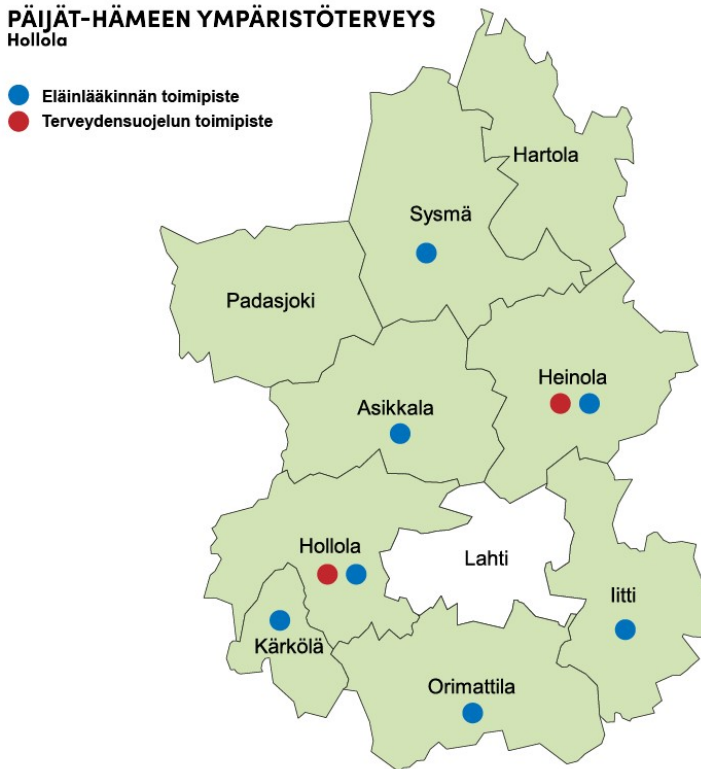 PÄIJÄT-HÄMEEN YMPÄRISTÖTERVEYS
Hollola
Eläinlääkinnän toimipiste
Terveydensuojelun toimipiste
Hartola
Sysmä
Padasjoki
Heinola
Asikkala
Hollola
Lahti
Iitti
Kärkölä
Orimattila